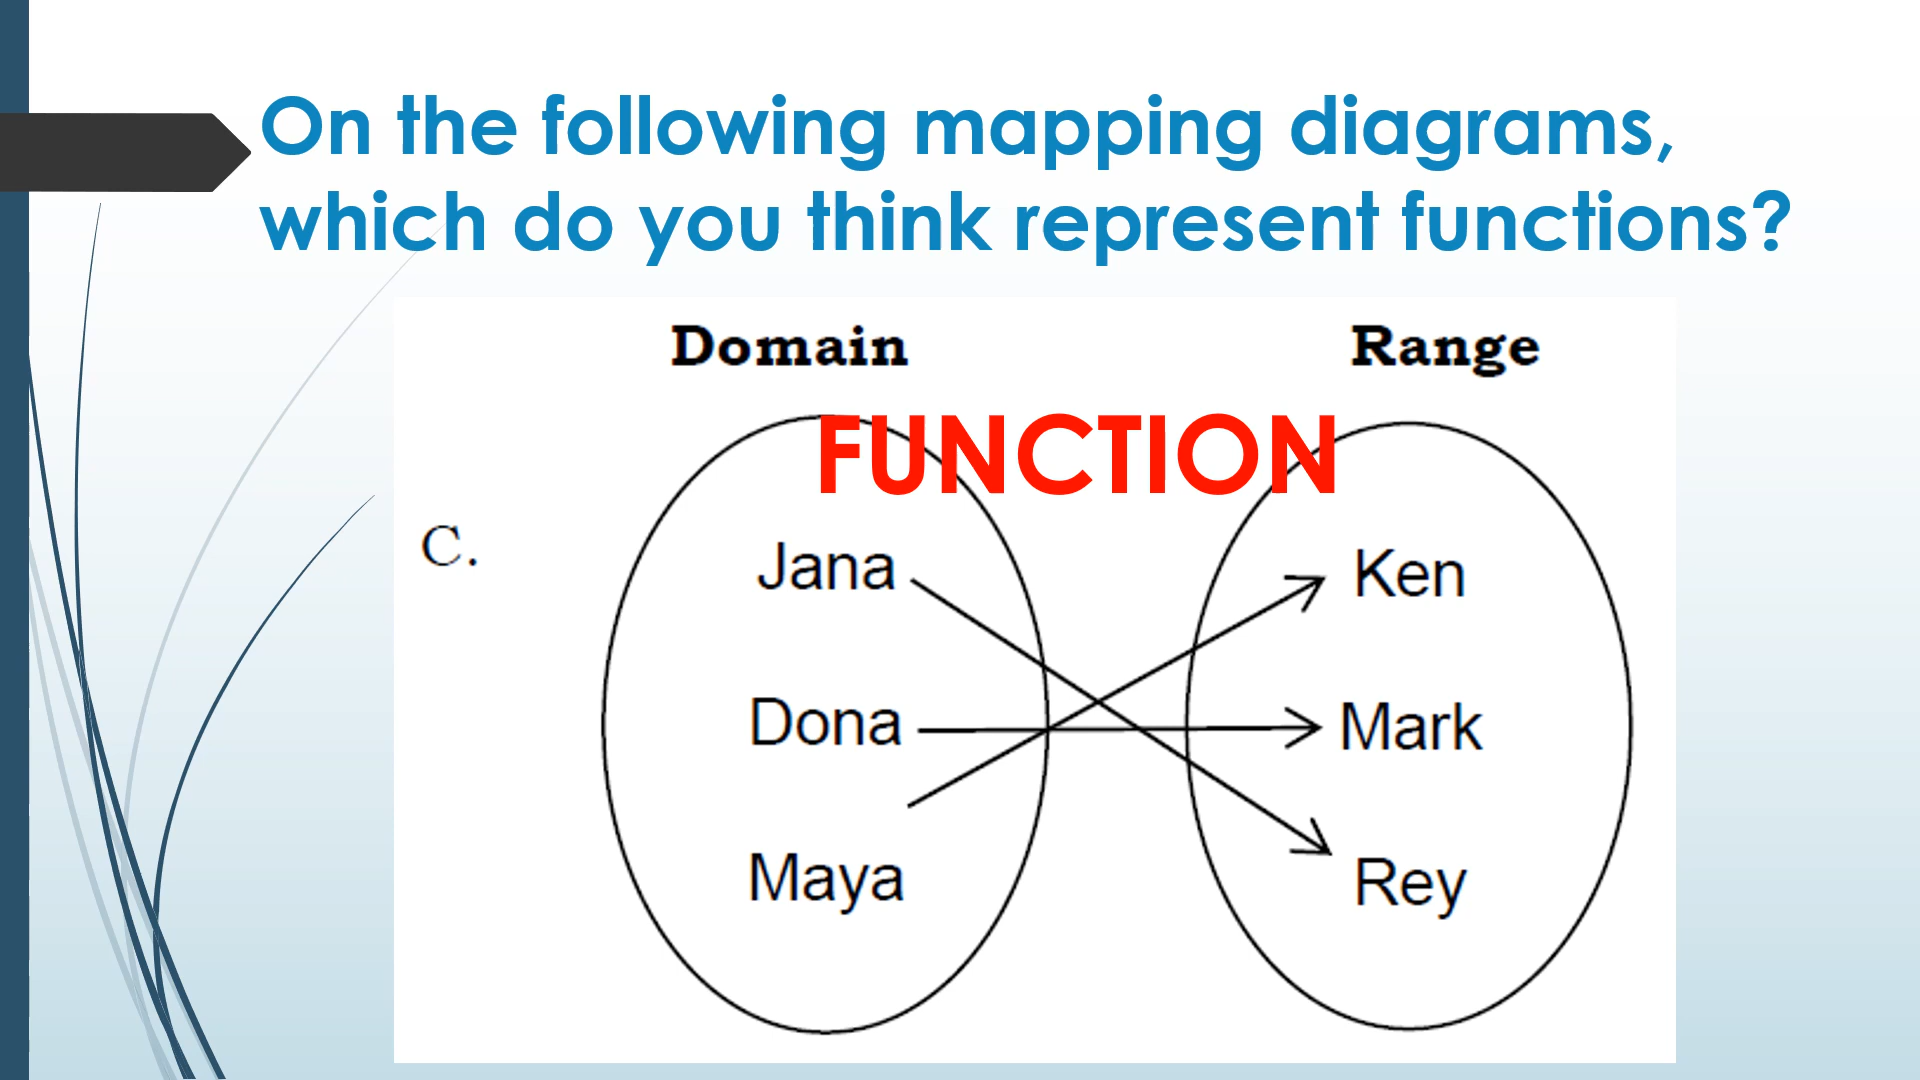 On the following mapping diagrams,
which do you think represent functions?
Domain Range
FUNCTION
C.
Jana Ken
Dona Mark
Maya Rey